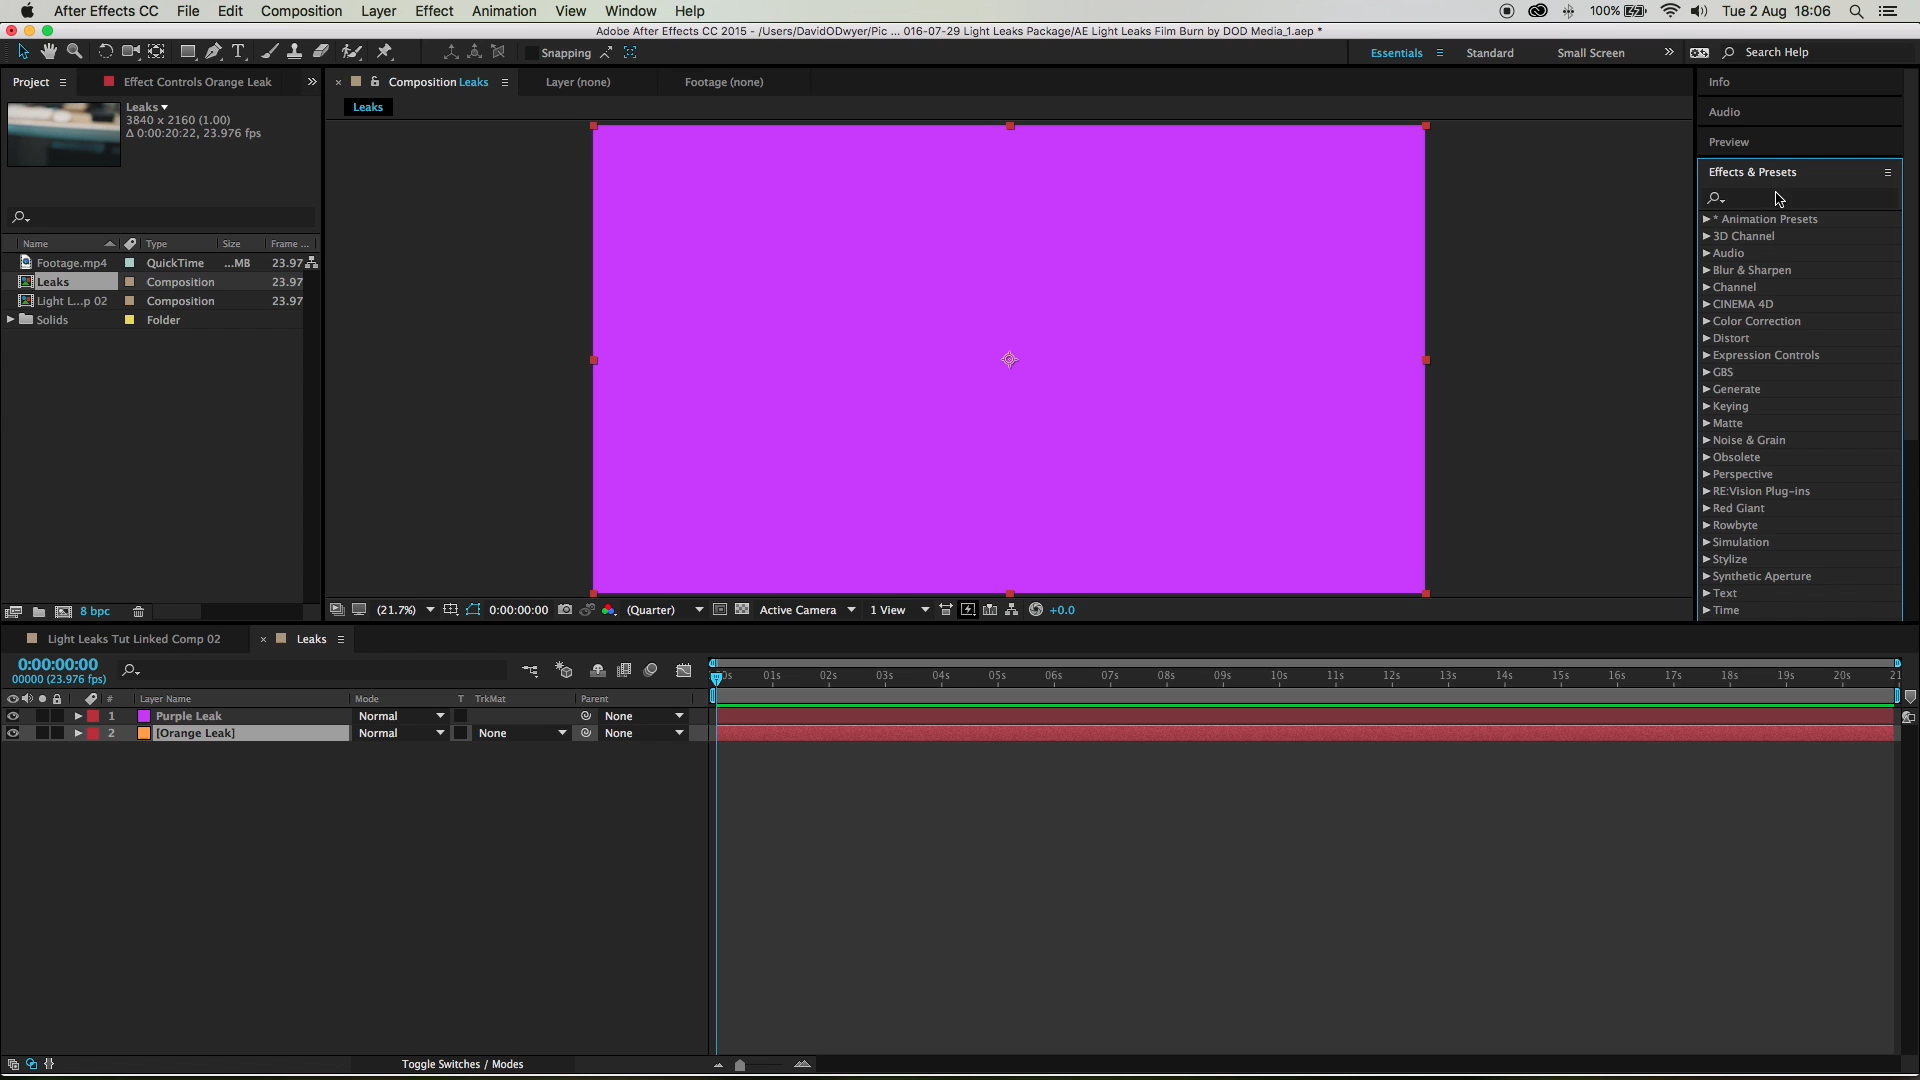 After Effects CC File Edit Composition Layer Effect Animation View Window Help 100% Tue 2 Aug 18:06
Adobe After Effects CC 2015 - /Users/DavidODwyer/Pic ... 016-07-29 Light Leaks Package/AE Light Leaks Film Burn by DOD Media_1.aep *
Snapping Essentials Standard Small Screen Search Help
Project Effect Controls Orange Leak Composition Leaks Layer (none) Footage (none) Info
Leaks
Leaks
3840 x 2160 (1.00)
Δ 0:00:20:22, 23.976 fps)
Audio
Preview
Effects & Presets
* Animation Presets
3D Channel
Audio
Blur & Sharpen
Channel
CINEMA 4D
Color Correction
Distort
Expression Controls
GBS
Generate
Keying
Matte
Noise & Grain
Obsolete
Perspective
RE:Vision Plug-ins
Red Giant
Rowbyte
Simulation
Stylize
Synthetic Aperture
Text
Time
Name Type Size Frame ...
Footage.mp4 QuickTime ...MB 23.97
Leaks Composition 23.97
Light L...p 02 Composition 23.97
Solids Folder
8 bpc (21.7%) 0:00:00:00 (Quarter) Active Camera 1 View +0.0
Light Leaks Tut Linked Comp 02 Leaks
0:00:00:00
00000 (23.976 fps)
01s 02s 03s 04s 05s 06s 07s 08s 09s 10s 11s 12s 13s 14s 15s 16s 17s 18s 19s 20s 21
# Layer Name Mode T TrkMat Parent
1 Purple Leak Normal None
2 [Orange Leak] Normal None None
Toggle Switches / Modes